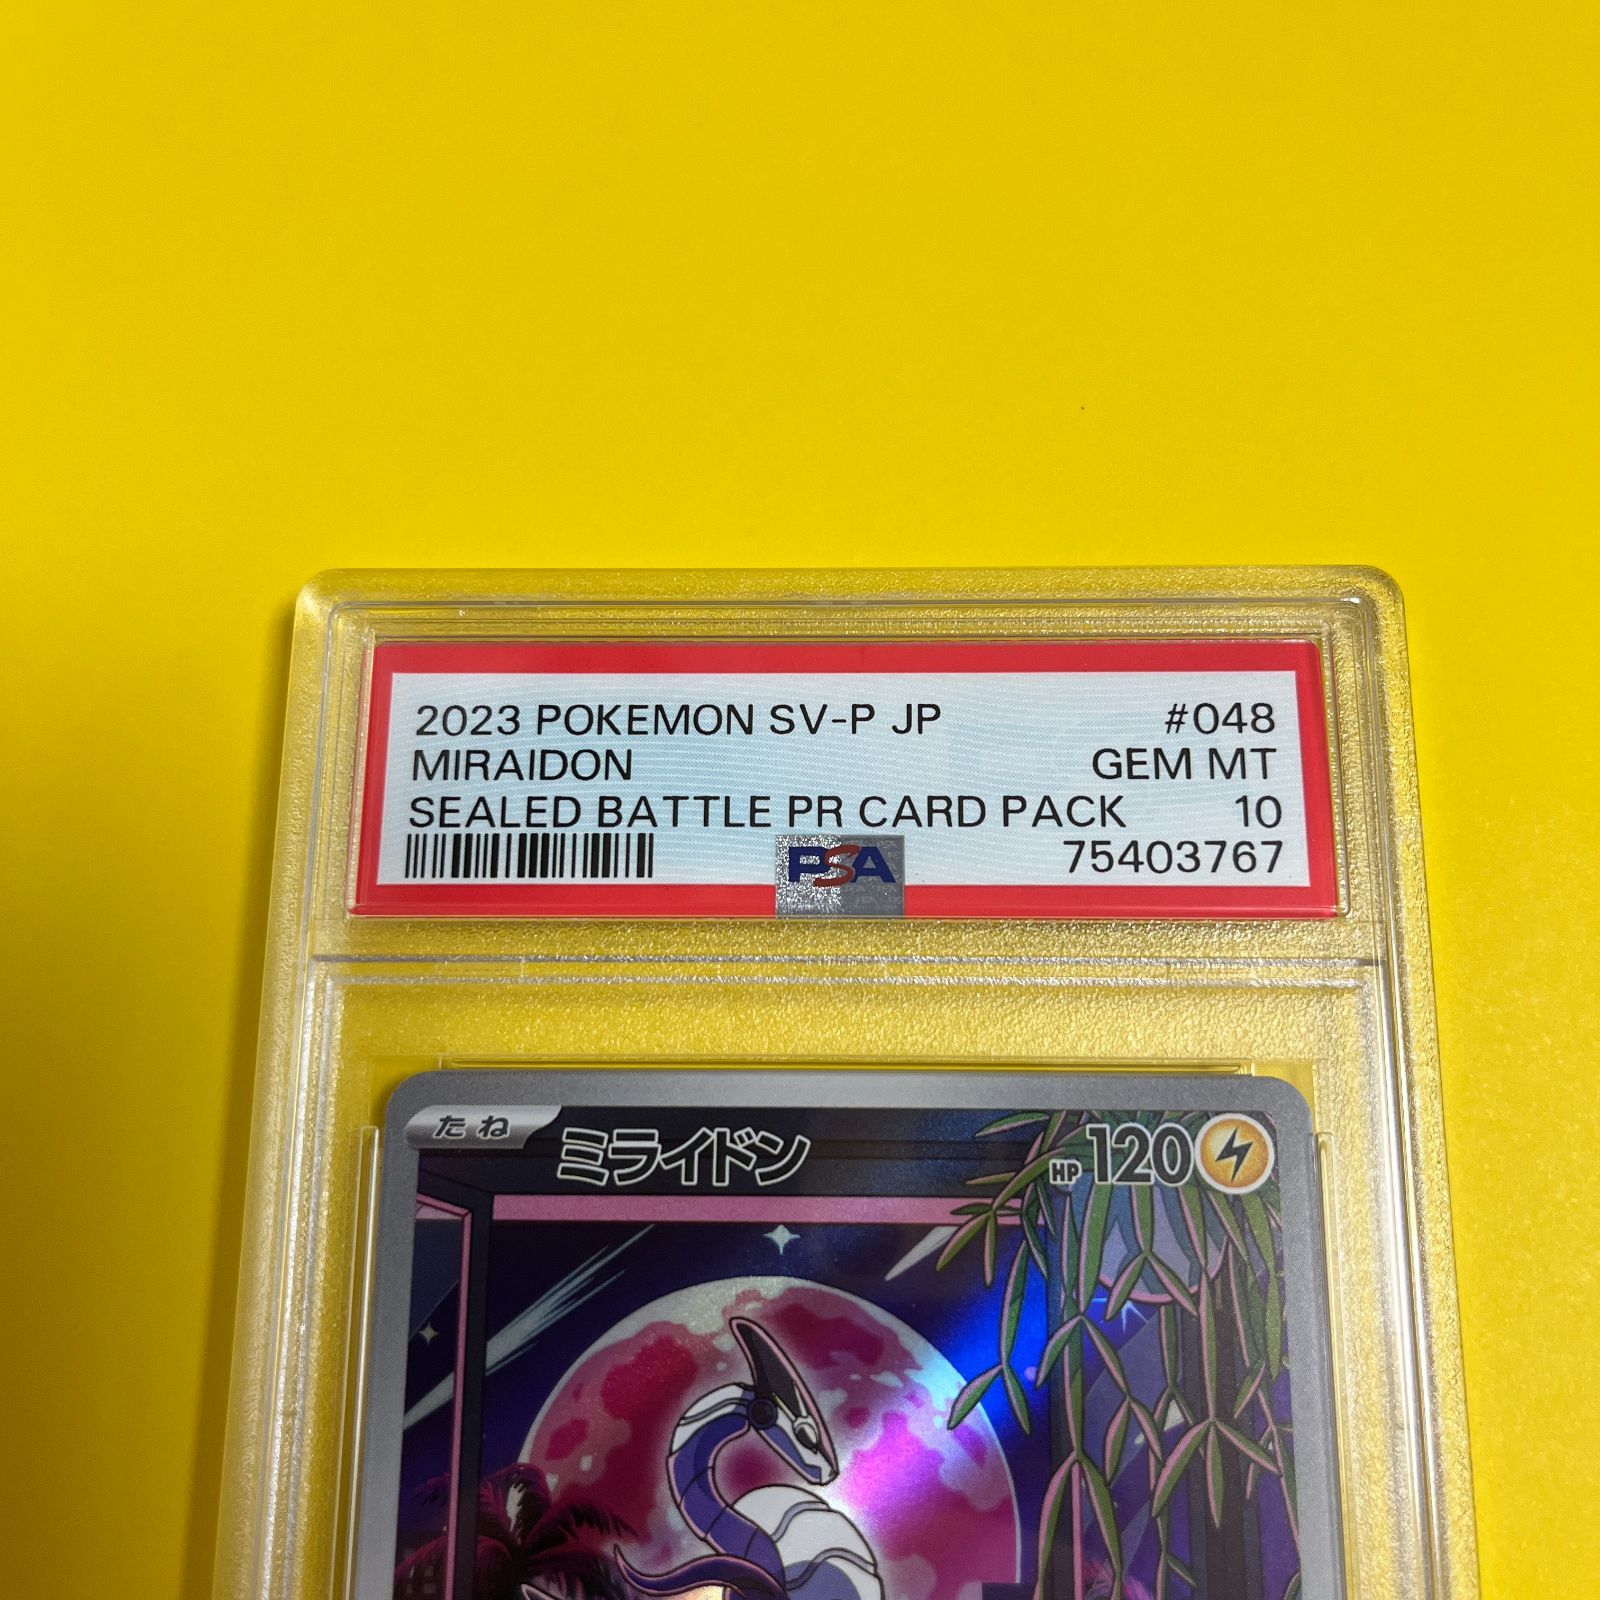 2023 POKEMON SV-P JP #048
MIRAIDON GEM MT
SEALED BATTLE PR CARD PACK 10
PSA 75403767
たね ミライドン HP 120